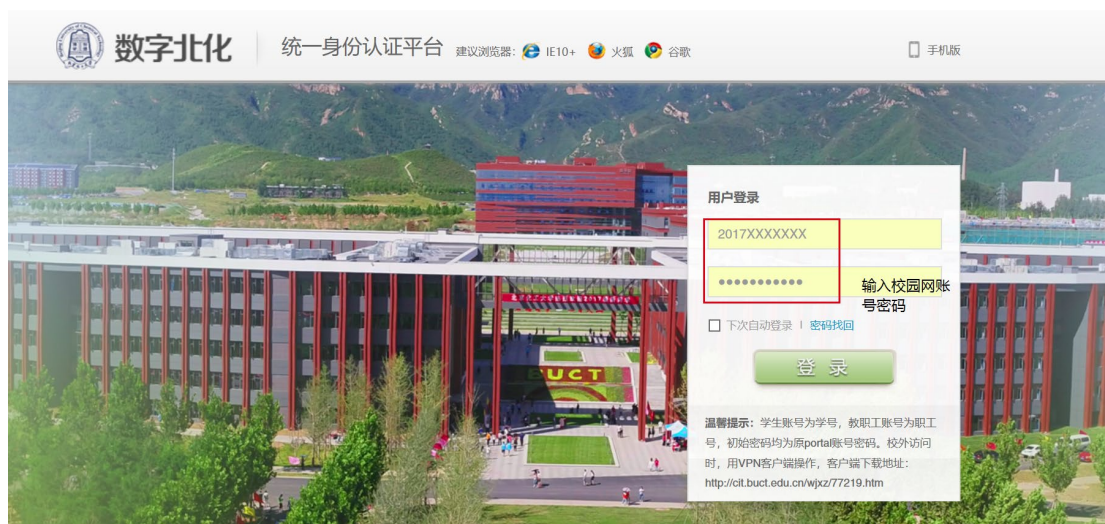 数字北化
统一身份认证平台
建议浏览器: IE10+ 火狐 谷歌
手机版
用户登录
2017XXXXXXX
●●●●●●●●●●●
输入校园网账
号密码
下次自动登录 | 密码找回
登 录
温馨提示：学生账号为学号，教职工账号为职工
号，初始密码均为原portal账号密码。校外访问
时，用VPN客户端操作，客户端下载地址：
http://cit.buct.edu.cn/wjxz/77219.htm
BUCT